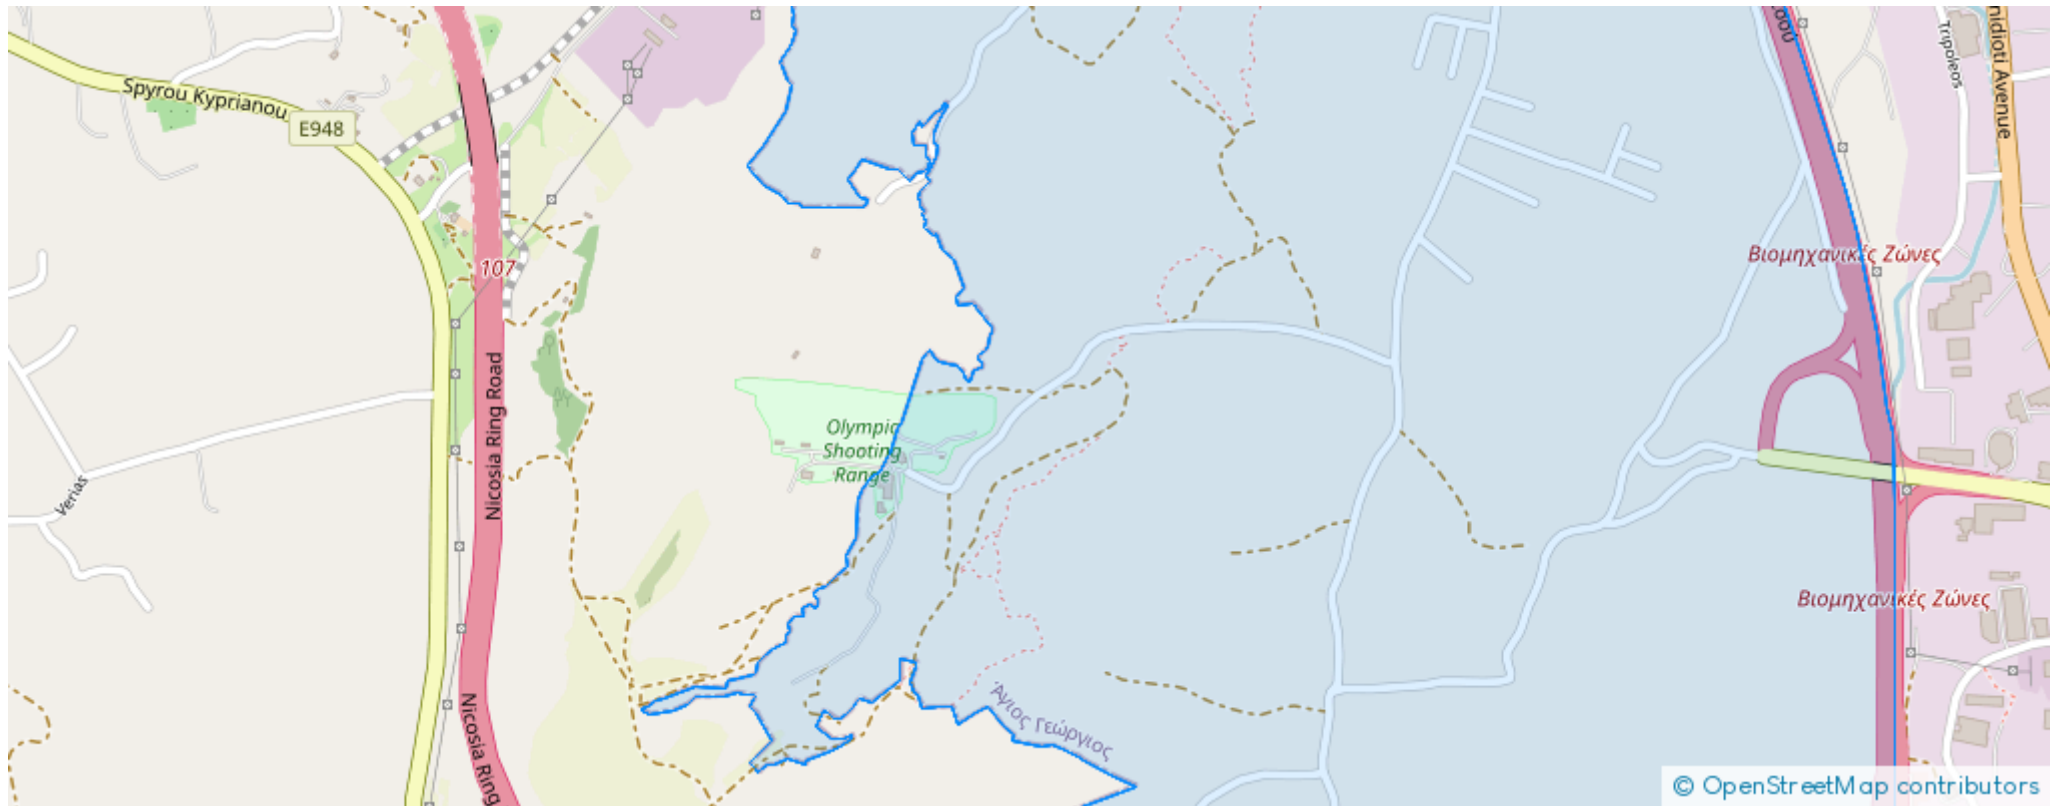 Spyrou Kyprianou
E948
107
Nicosia Ring Road
Nicosia Ring
Verias
Olympic
Shooting
Range
Άγιος Γεώργιος
Tripoleos
Avenue
Βιομηχανικές Ζώνες
Βιομηχανικές Ζώνες
© OpenStreetMap contributors